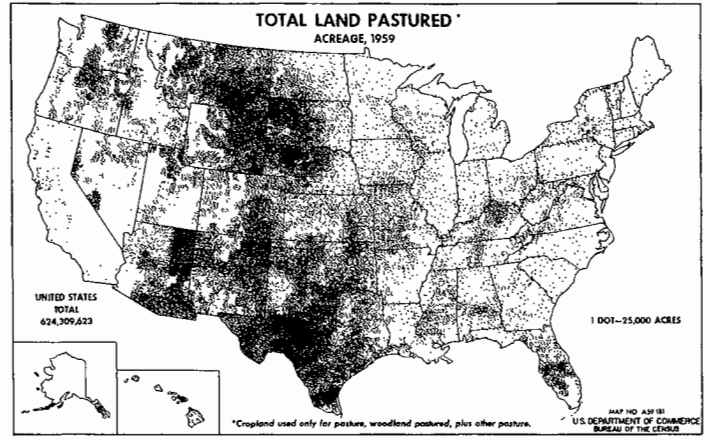 TOTAL LAND PASTURED*
ACREAGE, 1959
UNITED STATES
TOTAL
624,309,623
1 DOT—25,000 ACRES
*Cropland used only for pasture, woodland pastured, plus other pasture.
MAP NO A59 181
U.S. DEPARTMENT OF COMMERCE
BUREAU OF THE CENSUS